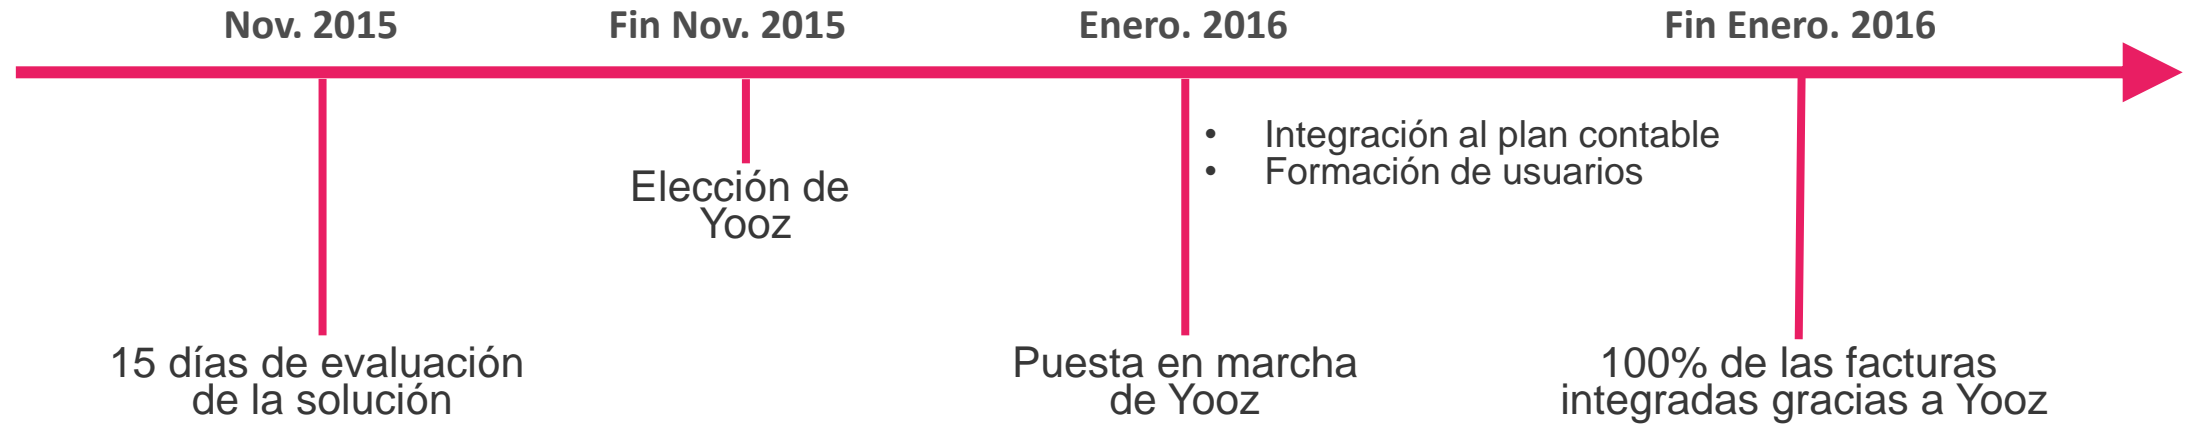 Nov. 2015
Fin Nov. 2015
Enero. 2016
Fin Enero. 2016
• Integración al plan contable
• Formación de usuarios
Elección de
Yooz
15 días de evaluación
de la solución
Puesta en marcha
de Yooz
100% de las facturas
integradas gracias a Yooz